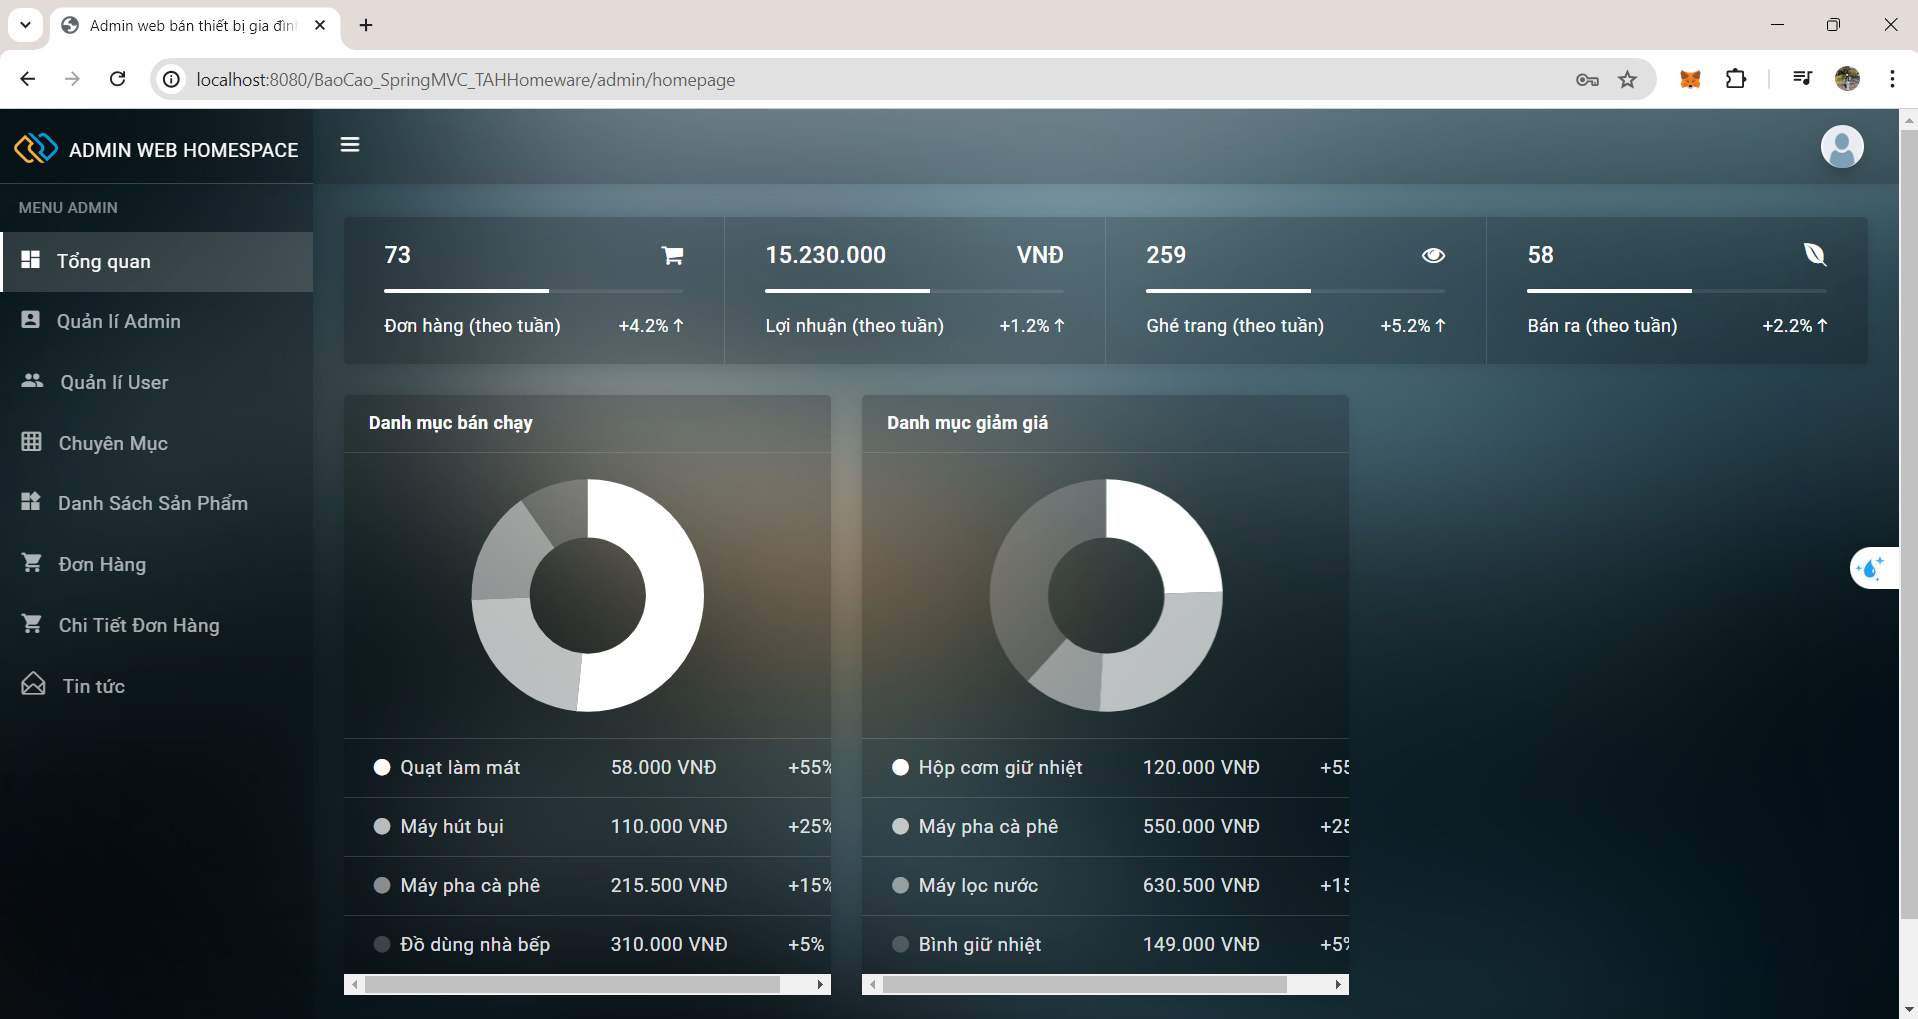 Admin web bán thiết bị gia đìn
localhost:8080/BaoCao_SpringMVC_TAHHomeware/admin/homepage
ADMIN WEB HOMESPACE
MENU ADMIN
Tổng quan
Quản lí Admin
Quản lí User
Chuyên Mục
Danh Sách Sản Phẩm
Đơn Hàng
Chi Tiết Đơn Hàng
Tin tức
73
Đơn hàng (theo tuần) +4.2%
15.230.000 VNĐ
Lợi nhuận (theo tuần) +1.2%
259
Ghé trang (theo tuần) +5.2%
58
Bán ra (theo tuần) +2.2%
Danh mục bán chạy
Quạt làm mát 58.000 VNĐ +55%
Máy hút bụi 110.000 VNĐ +25%
Máy pha cà phê 215.500 VNĐ +15%
Đồ dùng nhà bếp 310.000 VNĐ +5%
Danh mục giảm giá
Hộp cơm giữ nhiệt 120.000 VNĐ +55
Máy pha cà phê 550.000 VNĐ +25
Máy lọc nước 630.500 VNĐ +15
Bình giữ nhiệt 149.000 VNĐ +5%